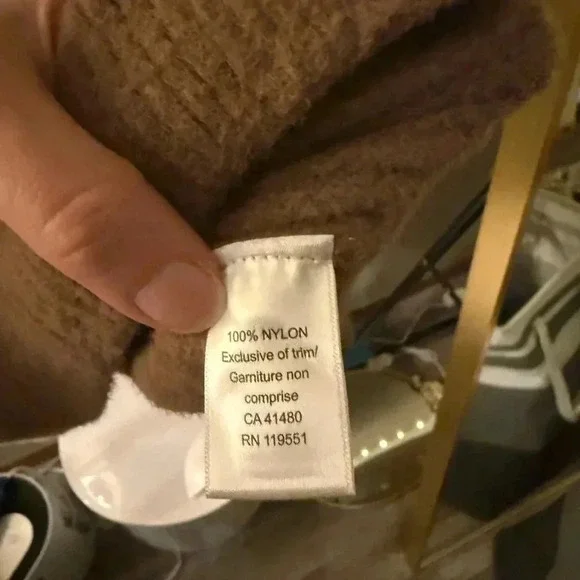 100% NYLON
Exclusive of trim/
Garniture non
comprise
CA 41480
RN 119551